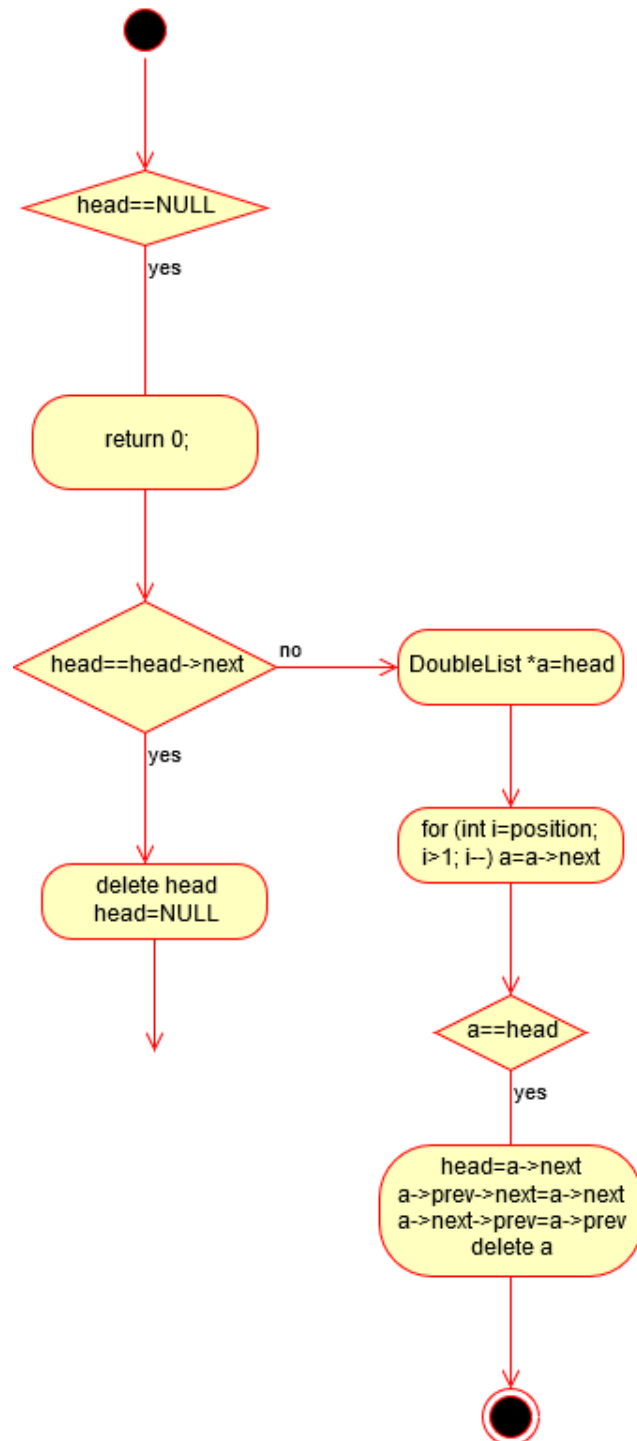 head==NULL
yes
return 0;
head==head->next
no
DoubleList *a=head
yes
for (int i=position;
i>1; i--) a=a->next
delete head
head=NULL
a==head
yes
head=a->next
a->prev->next=a->next
a->next->prev=a->prev
delete a